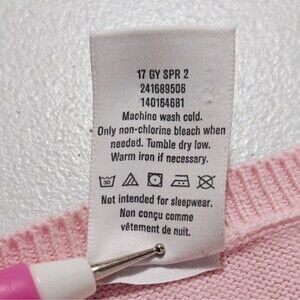 17 GY SPR 2
241689506
140164681
Machine wash cold.
Only non-chlorine bleach when
needed. Tumble dry low.
Warm iron if necessary.
30
Not intended for sleepwear.
Non conçu comme
vêtement de nuit.